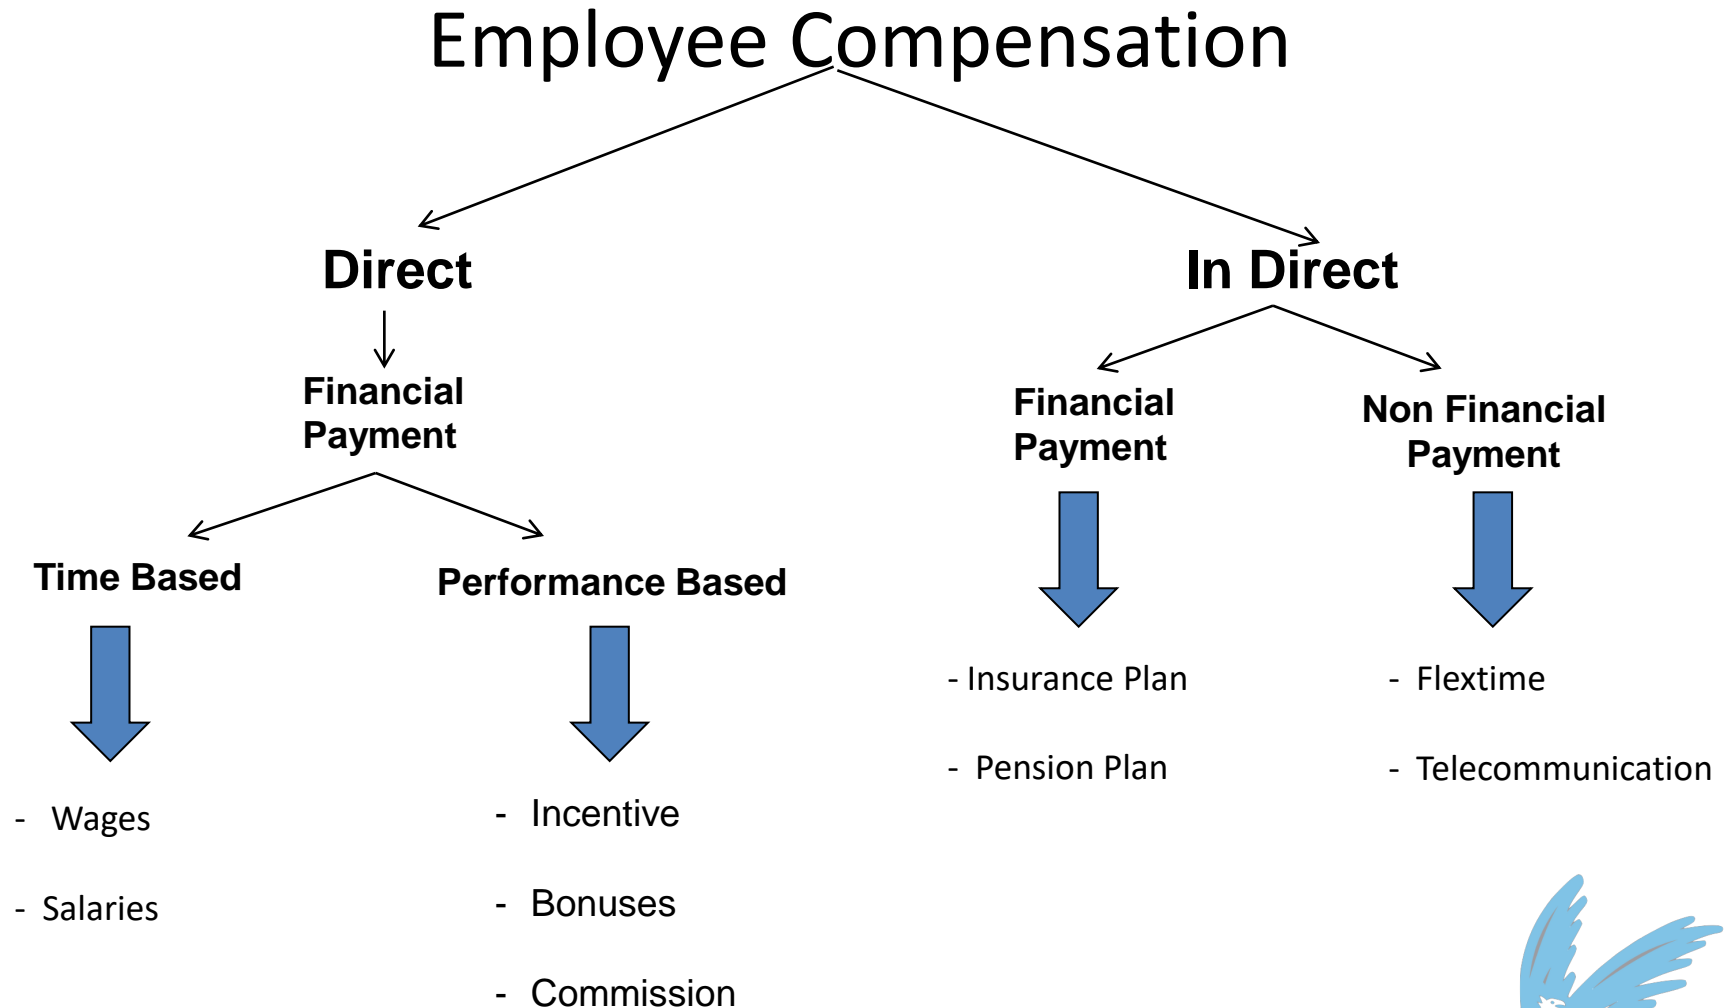 Employee Compensation
Direct
In Direct
Financial
Payment
Financial
Payment
Non Financial
Payment
Time Based
Performance Based
- Wages
- Salaries
- Incentive
- Bonuses
- Commission
- Insurance Plan
- Pension Plan
- Flextime
- Telecommunication